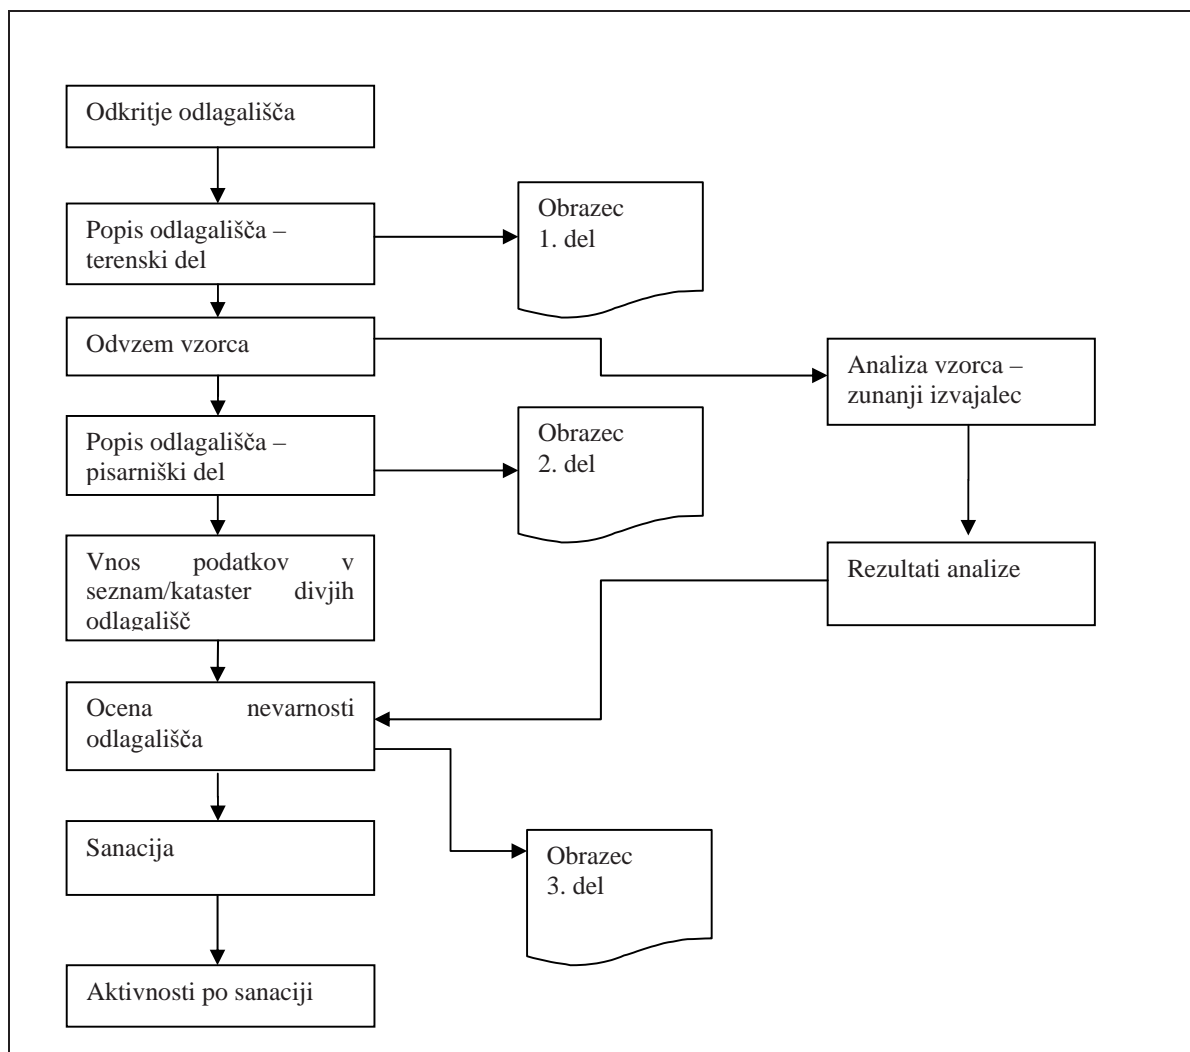 Odkritje odlagališča
Popis odlagališča –
terenski del
Obrazec
1. del
Odvzem vzorca
Analiza vzorca –
zunanji izvajalec
Popis odlagališča –
pisarniški del
Obrazec
2. del
Vnos podatkov v
seznam/kataster divjih
odlagališč
Rezultati analize
Ocena nevarnosti
odlagališča
Sanacija
Obrazec
3. del
Aktivnosti po sanaciji